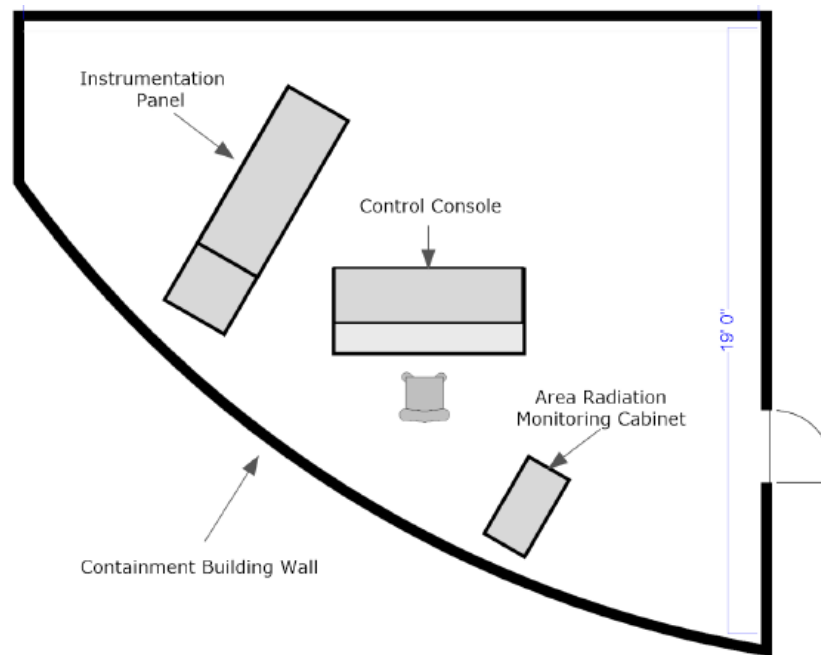 Instrumentation
Panel
Control Console
19' 0"
Area Radiation
Monitoring Cabinet
Containment Building Wall